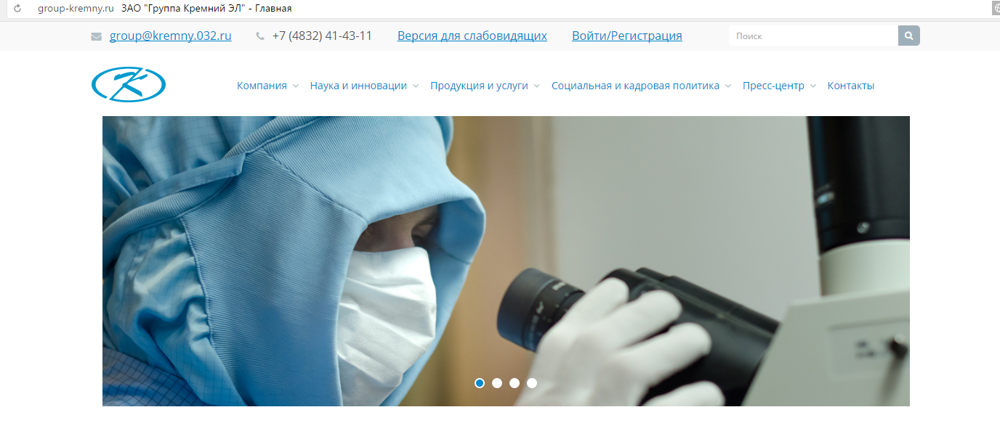 group-kremny.ru ЗАО "Группа Кремний ЭЛ" - Главная
group@kremny.032.ru +7 (4832) 41-43-11 Версия для слабовидящих Войти/Регистрация Поиск
Компания Наука и инновации Продукция и услуги Социальная и кадровая политика Пресс-центр Контакты